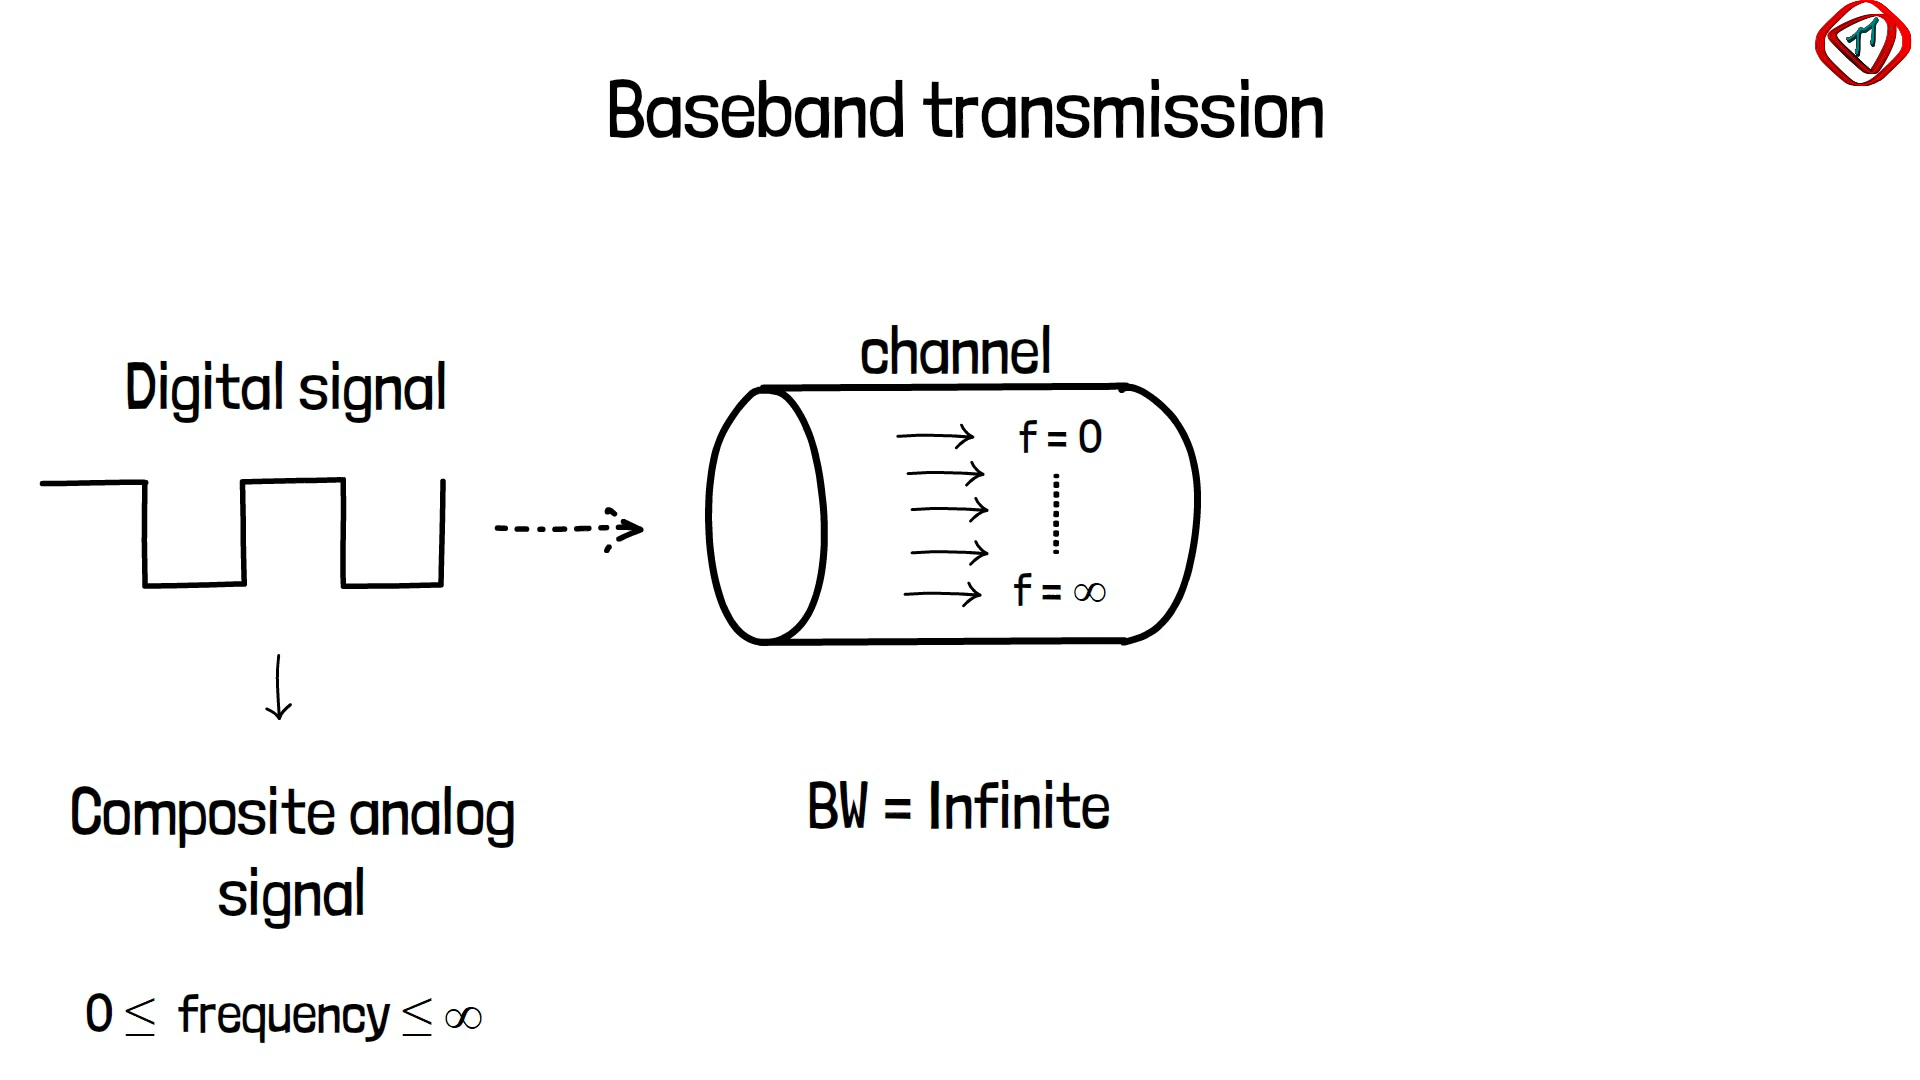 Baseband transmission
Digital signal
channel
f = 0
f = ∞
Composite analog
signal
BW = Infinite
0 ≤ frequency ≤ ∞